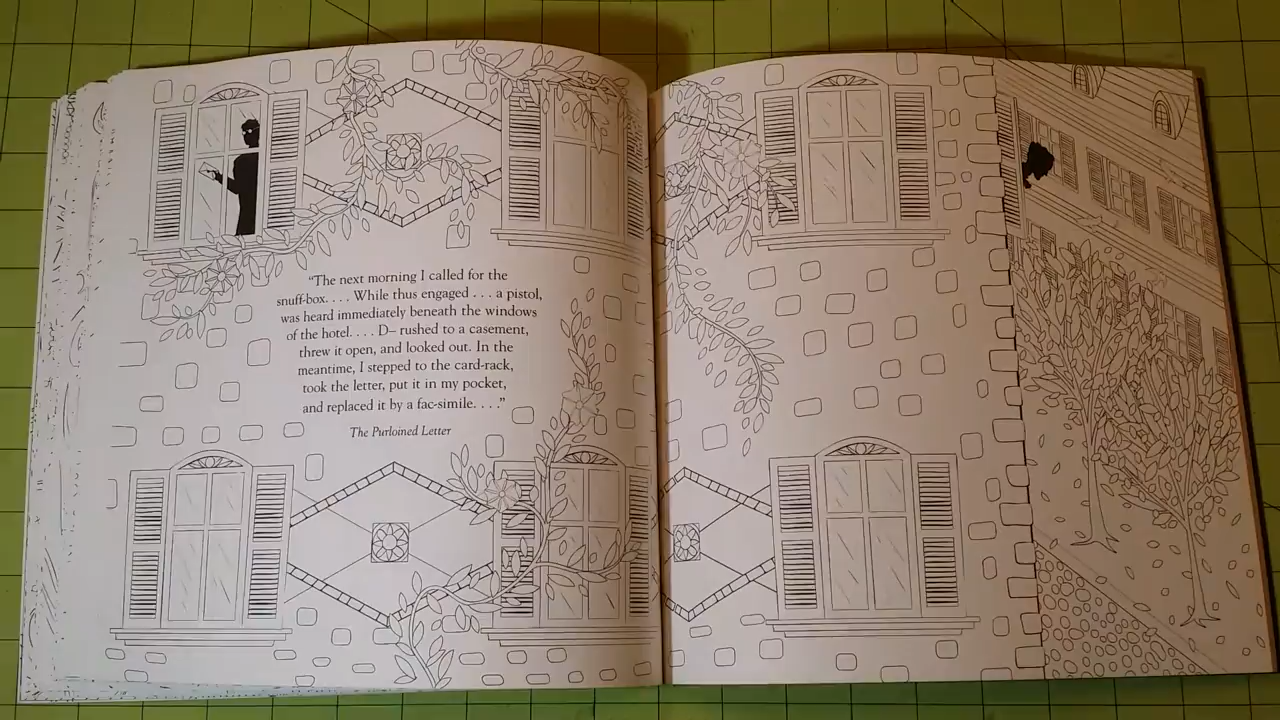 “The next morning I called for the
snuff-box. . . . While thus engaged . . . a pistol,
was heard immediately beneath the windows
of the hotel. . . . D– rushed to a casement,
threw it open, and looked out. In the
meantime, I stepped to the card-rack,
took the letter, put it in my pocket,
and replaced it by a fac-simile. . . .”
The Purloined Letter